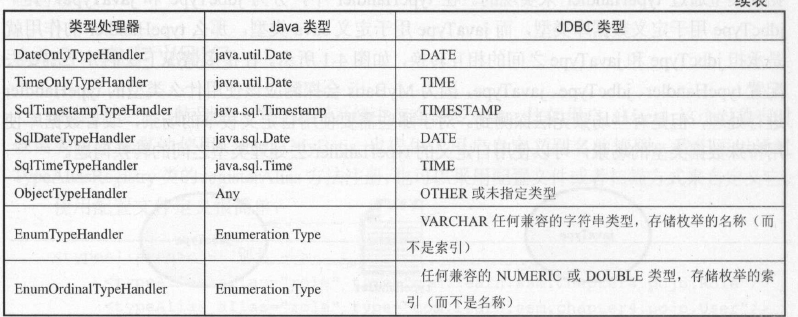 续表
类型处理器 Java 类型 JDBC 类型
DateOnlyTypeHandler java.util.Date DATE
TimeOnlyTypeHandler java.util.Date TIME
SqlTimestampTypeHandler java.sql.Timestamp TIMESTAMP
SqlDateTypeHandler java.sql.Date DATE
SqlTimeTypeHandler java.sql.Time TIME
ObjectTypeHandler Any OTHER 或未指定类型
EnumTypeHandler Enumeration Type VARCHAR 任何兼容的字符串类型，存储枚举的名称（而
不是索引）
EnumOrdinalTypeHandler Enumeration Type 任何兼容的 NUMERIC 或 DOUBLE 类型，存储枚举的索
引（而不是名称）